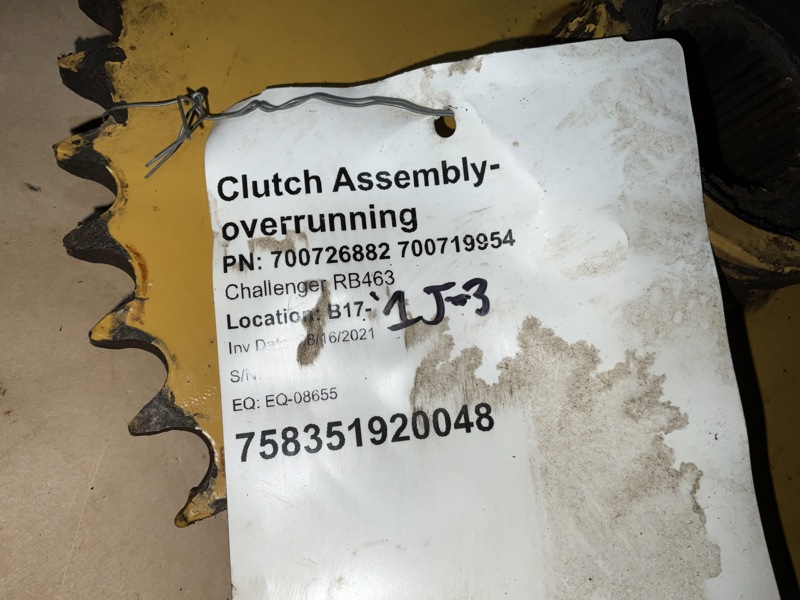 Clutch Assembly-
overrunning
PN: 700726882 700719954
Challenger RB463
Location: B17- 1J-3
Inv Date: 8/16/2021
S/N:
EQ: EQ-08655
758351920048